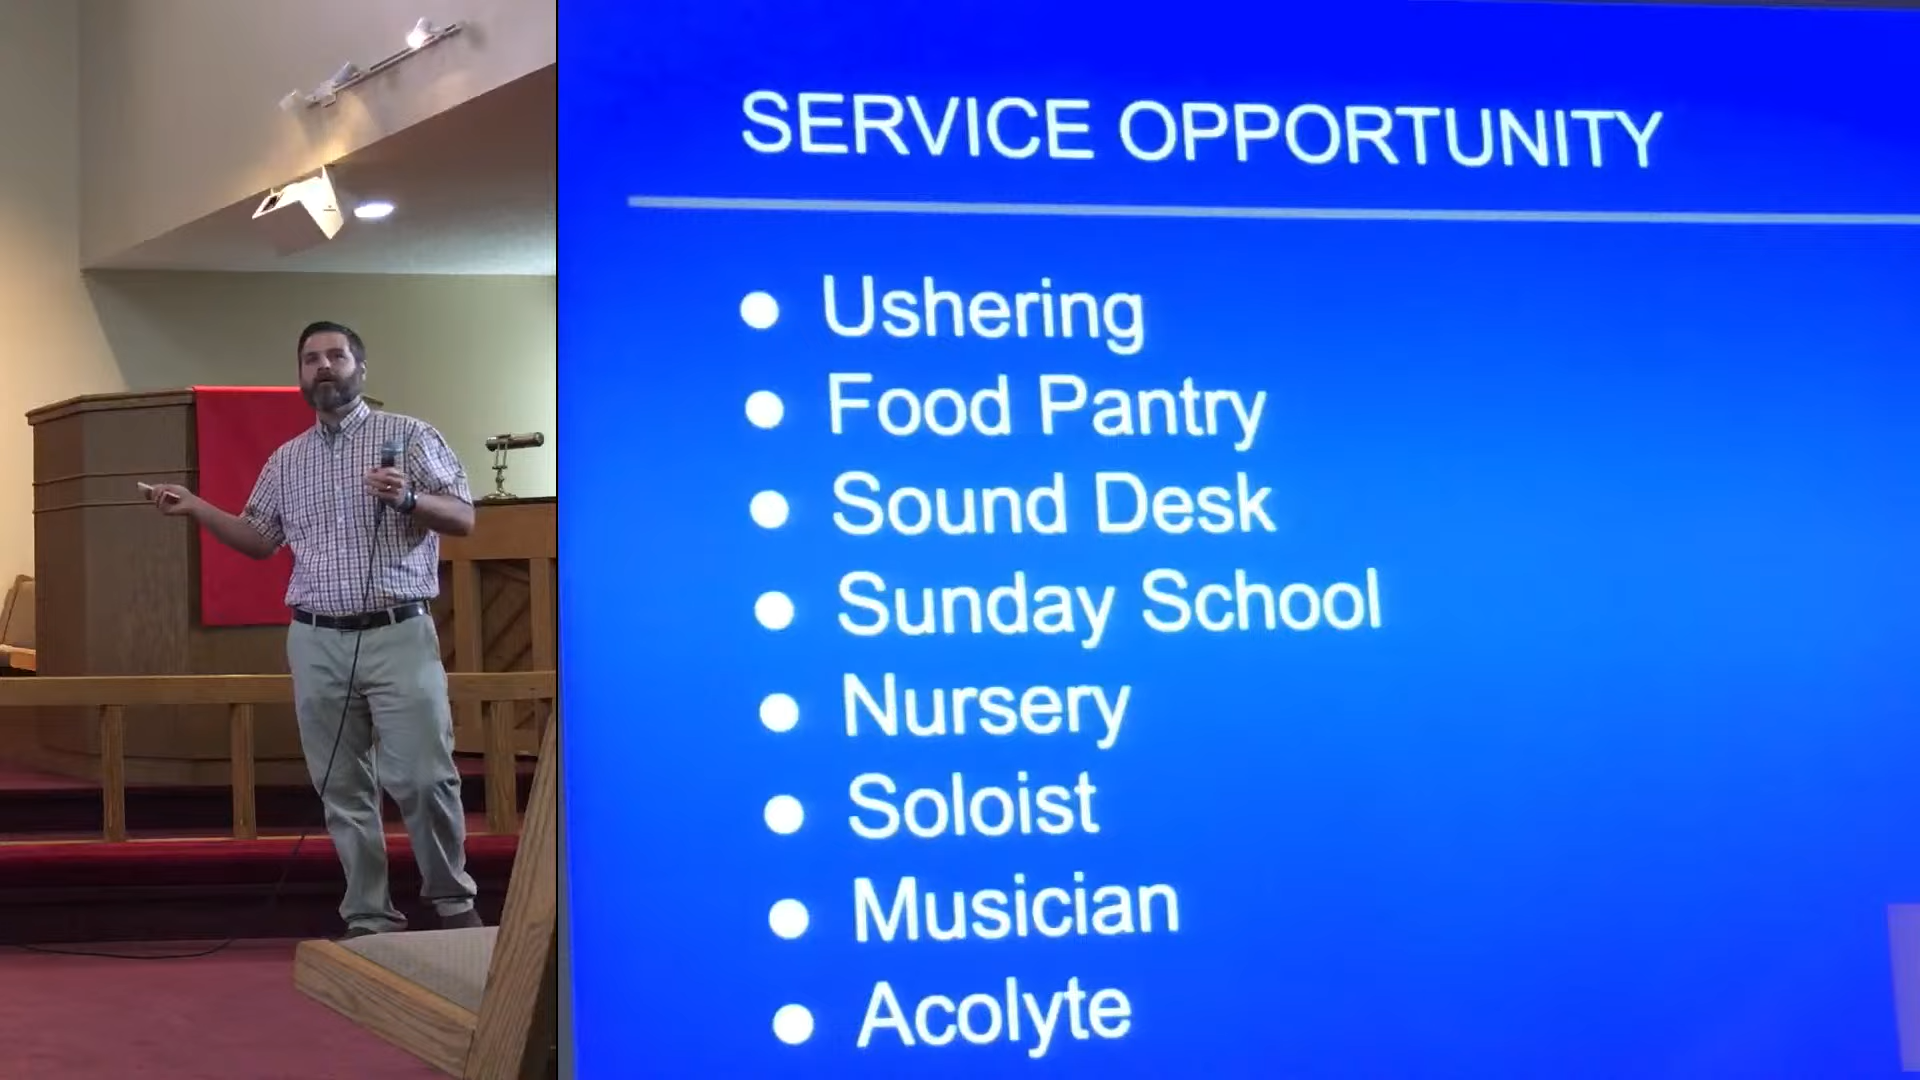 SERVICE OPPORTUNITY
Ushering
Food Pantry
Sound Desk
Sunday School
Nursery
Soloist
Musician
Acolyte